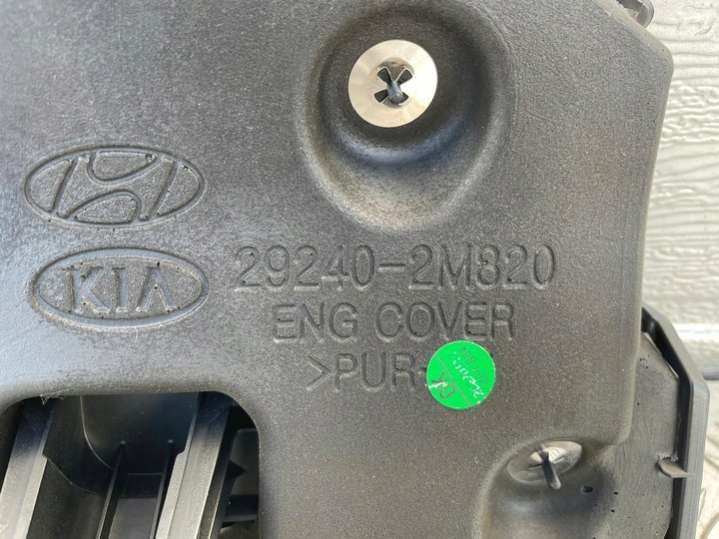 KIA
29240-2M820
ENG COVER
>PUR-